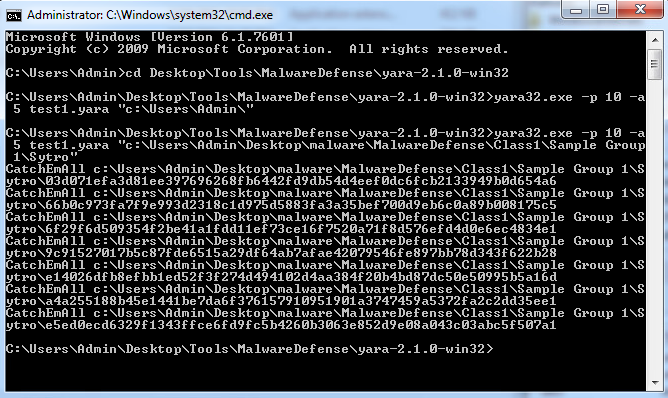 Administrator: C:\Windows\system32\cmd.exe
Microsoft Windows [Version 6.1.7601]
Copyright (c) 2009 Microsoft Corporation.  All rights reserved.
C:\Users\Admin>cd Desktop\Tools\MalwareDefense\yara-2.1.0-win32
C:\Users\Admin\Desktop\Tools\MalwareDefense\yara-2.1.0-win32>yara32.exe -p 10 -a
 5 test1.yara "c:\Users\Admin\"
C:\Users\Admin\Desktop\Tools\MalwareDefense\yara-2.1.0-win32>yara32.exe -p 10 -a
 5 test1.yara "c:\Users\Admin\Desktop\malware\MalwareDefense\Class1\Sample Group
 1\Sytro"
CatchEmAll c:\Users\Admin\Desktop\malware\MalwareDefense\Class1\Sample Group 1\S
ytro\03d071efa3d81ee397696268fb6442fd9db54d4eef0dc6fcb2133949b0d654a6
CatchEmAll c:\Users\Admin\Desktop\malware\MalwareDefense\Class1\Sample Group 1\S
ytro\66b0c973fa7f9e993d2318c1d975d5883fa3a35bef700d9eb6c0a89b008175c5
CatchEmAll c:\Users\Admin\Desktop\malware\MalwareDefense\Class1\Sample Group 1\S
ytro\6f29f6d509354f2be41a1fdd11ef73ce16f7520a71f8d576efd4d0e6ec4834e1
CatchEmAll c:\Users\Admin\Desktop\malware\MalwareDefense\Class1\Sample Group 1\S
ytro\9c91527017b5c87fde6515a29df64ab7afae42079546fe897bb78d343f622b28
CatchEmAll c:\Users\Admin\Desktop\malware\MalwareDefense\Class1\Sample Group 1\S
ytro\e14026dfb8efbb1ed52f3f274d494102d4aa384f20b4bd87dc50e50995b5a16d
CatchEmAll c:\Users\Admin\Desktop\malware\MalwareDefense\Class1\Sample Group 1\S
ytro\a4a255188b45e1441be7da6f376157910951901a3747459a5372fa2c2dd35ee1
CatchEmAll c:\Users\Admin\Desktop\malware\MalwareDefense\Class1\Sample Group 1\S
ytro\e5ed0ecd6329f1343ffce6fd9fc5b4260b3063e852d9e08a043c03abc5f507a1
C:\Users\Admin\Desktop\Tools\MalwareDefense\yara-2.1.0-win32>